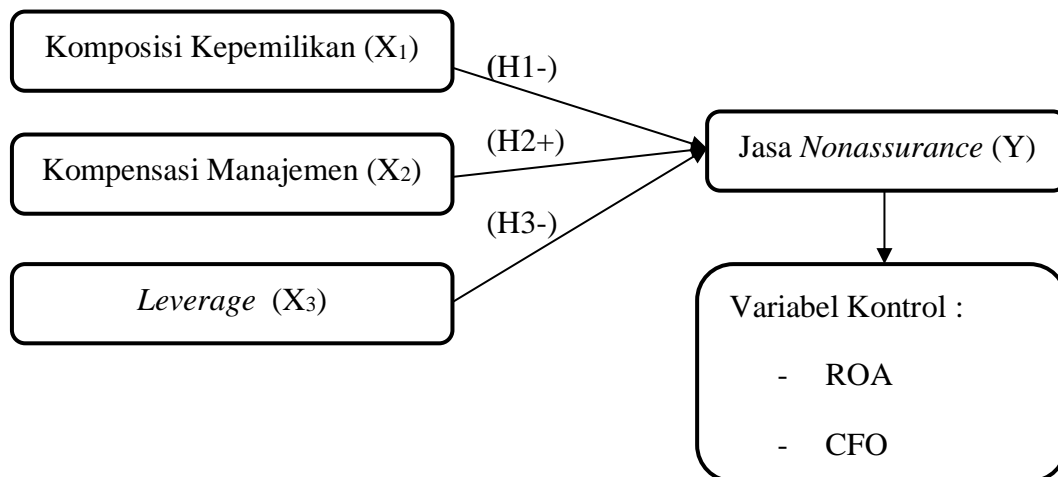 Komposisi Kepemilikan (X1)
(H1-)
Kompensasi Manajemen (X2)
(H2+)
Jasa Nonassurance (Y)
(H3-)
Leverage (X3)
Variabel Kontrol :
- ROA
- CFO